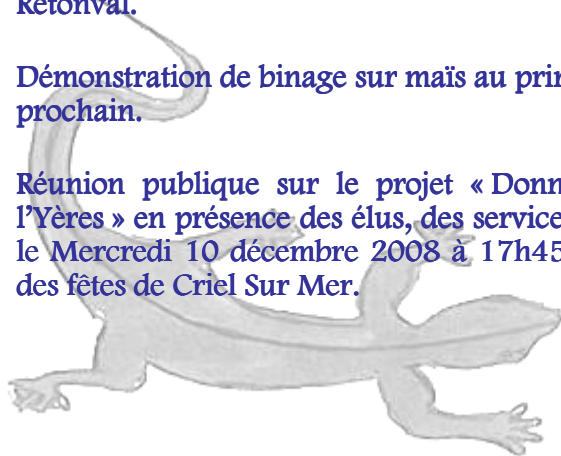 Retonval.
Démonstration de binage sur maïs au prin
prochain.
Réunion publique sur le projet « Donn
l’Yères » en présence des élus, des service
le Mercredi 10 décembre 2008 à 17h45
des fêtes de Criel Sur Mer.